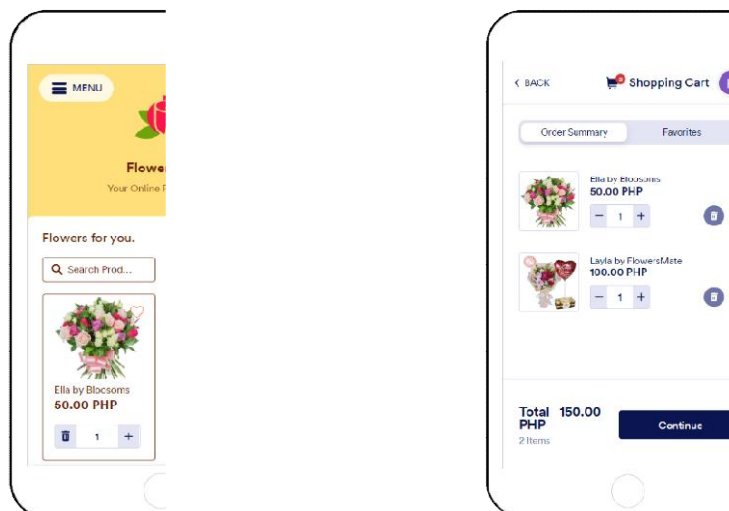 MENU
Flowe
Your Online
Flowers for you.
Search Prod...
Ella by Blocsoms
50.00 PHP
1 +
< BACK
Shopping Cart
Order Summary Favorites
Ella by Bloosoms
50.00 PHP
− 1 +
Layla by FlowersMate
100.00 PHP
− 1 +
Total 150.00
PHP
2 Items
Continue